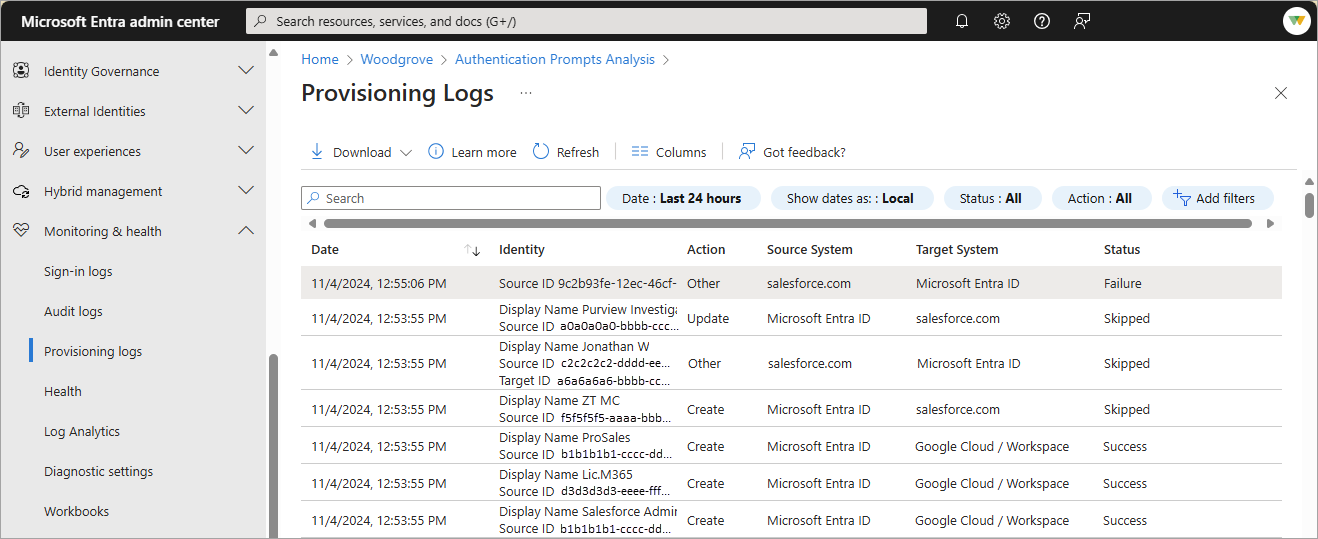 Microsoft Entra admin center
Search resources, services, and docs (G+/)
Identity Governance
External Identities
User experiences
Hybrid management
Monitoring & health
Sign-in logs
Audit logs
Provisioning logs
Health
Log Analytics
Diagnostic settings
Workbooks
Home > Woodgrove > Authentication Prompts Analysis >
Provisioning Logs ...
Download Learn more Refresh Columns Got feedback?
Search Date : Last 24 hours Show dates as: : Local Status : All Action : All Add filters
Date Identity Action Source System Target System Status
11/4/2024, 12:55:06 PM Source ID 9c2b93fe-12ec-46cf- Other salesforce.com Microsoft Entra ID Failure
Display Name Purview Investiga
11/4/2024, 12:53:55 PM Update Microsoft Entra ID salesforce.com Skipped
Source ID a0a0a0a0-bbbb-ccc...
Display Name Jonathan W
11/4/2024, 12:53:55 PM Source ID c2c2c2c2-dddd-ee... Other salesforce.com Microsoft Entra ID Skipped
Target ID a6a6a6a6-bbbb-cc...
Display Name ZT MC
11/4/2024, 12:53:55 PM Create Microsoft Entra ID salesforce.com Skipped
Source ID f5f5f5f5-aaaa-bbb...
Display Name ProSales
11/4/2024, 12:53:55 PM Create Microsoft Entra ID Google Cloud / Workspace Success
Source ID b1b1b1b1-cccc-dd...
Display Name Lic.M365
11/4/2024, 12:53:55 PM Create Microsoft Entra ID Google Cloud / Workspace Success
Source ID d3d3d3d3-eeee-fff...
Display Name Salesforce Admin
11/4/2024, 12:53:55 PM Create Microsoft Entra ID Google Cloud / Workspace Success
Source ID b1b1b1b1-cccc-dd...